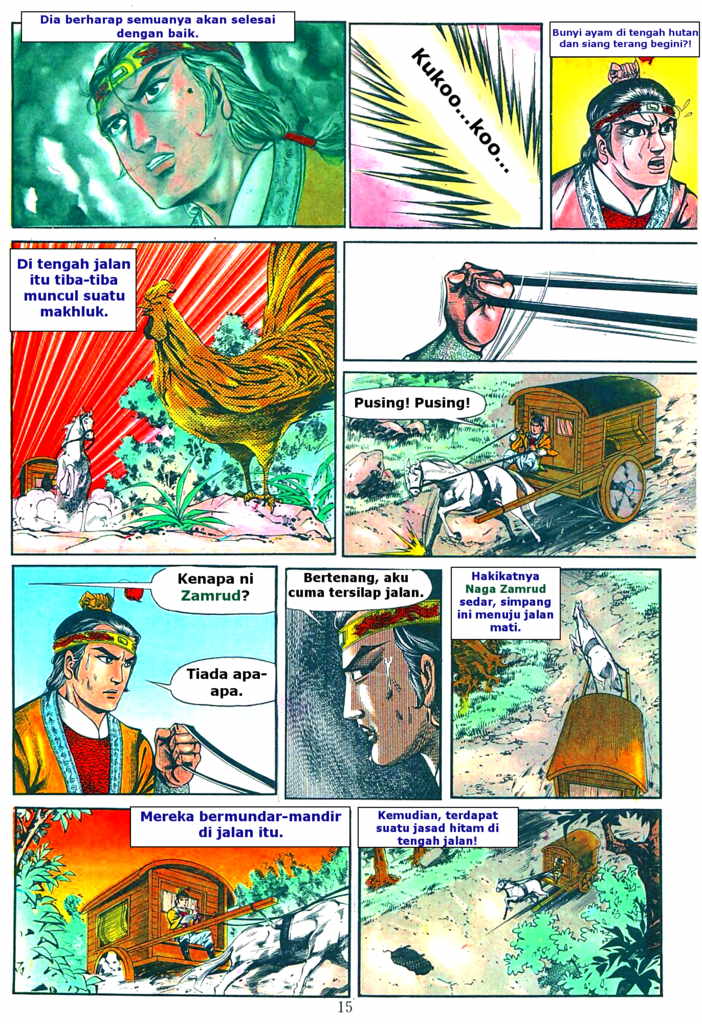 Dia berharap semuanya akan selesai
dengan baik.
Kukoo...koo...
Bunyi ayam di tengah hutan
dan siang terang begini?!
Di tengah jalan
itu tiba-tiba
muncul suatu
makhluk.
Pusing! Pusing!
Kenapa ni
Zamrud?
Tiada apa-
apa.
Bertenang, aku
cuma tersilap jalan.
Hakikatnya
Naga Zamrud
sedar, simpang
ini menuju jalan
mati.
Mereka bermundar-mandir
di jalan itu.
Kemudian, terdapat
suatu jasad hitam di
tengah jalan!
15